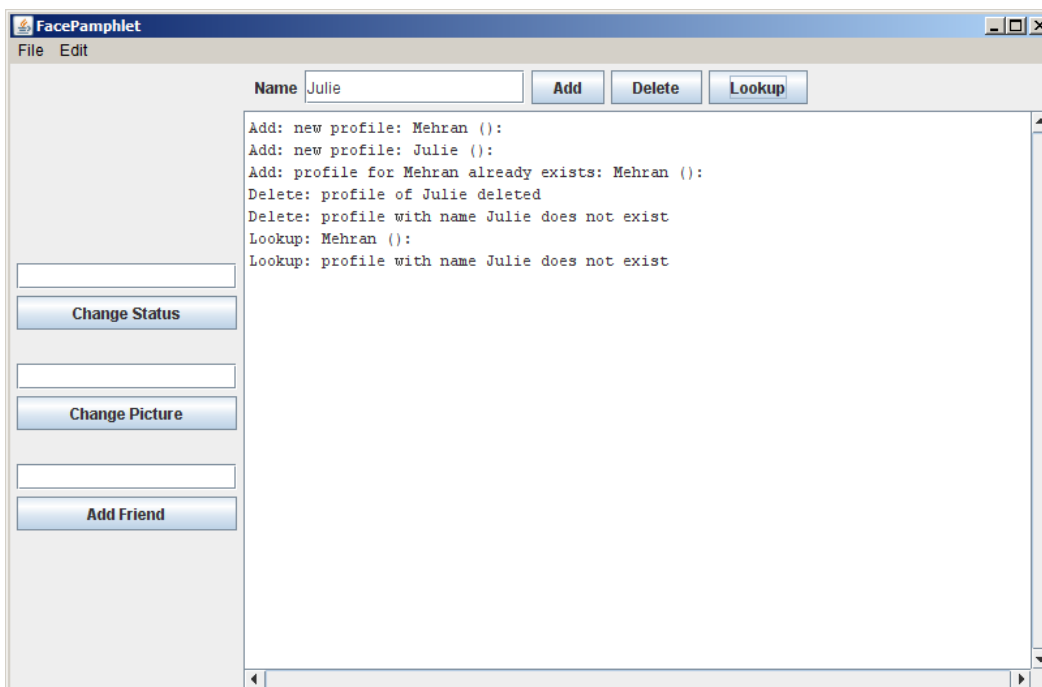 FacePamphlet
File Edit
Name Julie Add Delete Lookup
Add: new profile: Mehran ():
Add: new profile: Julie ():
Add: profile for Mehran already exists: Mehran ():
Delete: profile of Julie deleted
Delete: profile with name Julie does not exist
Lookup: Mehran ():
Lookup: profile with name Julie does not exist
Change Status
Change Picture
Add Friend